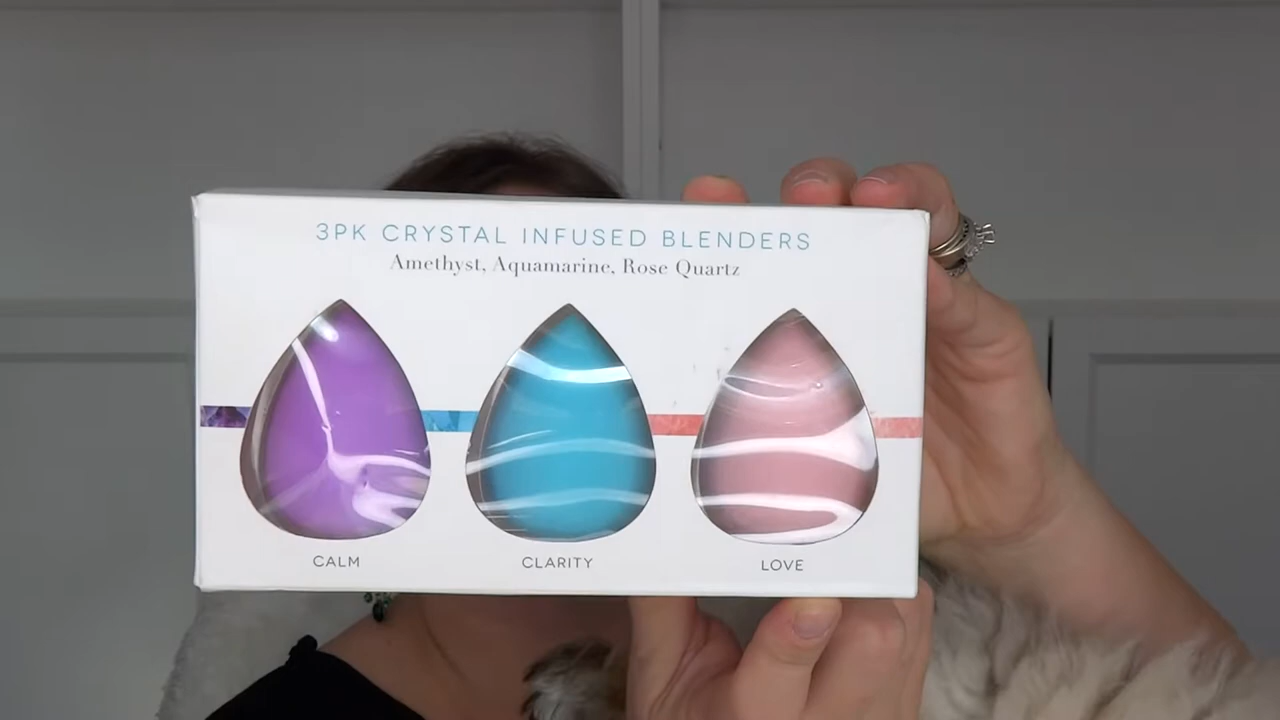 3PK CRYSTAL INFUSED BLENDERS
Amethyst, Aquamarine, Rose Quartz
CALM
CLARITY
LOVE